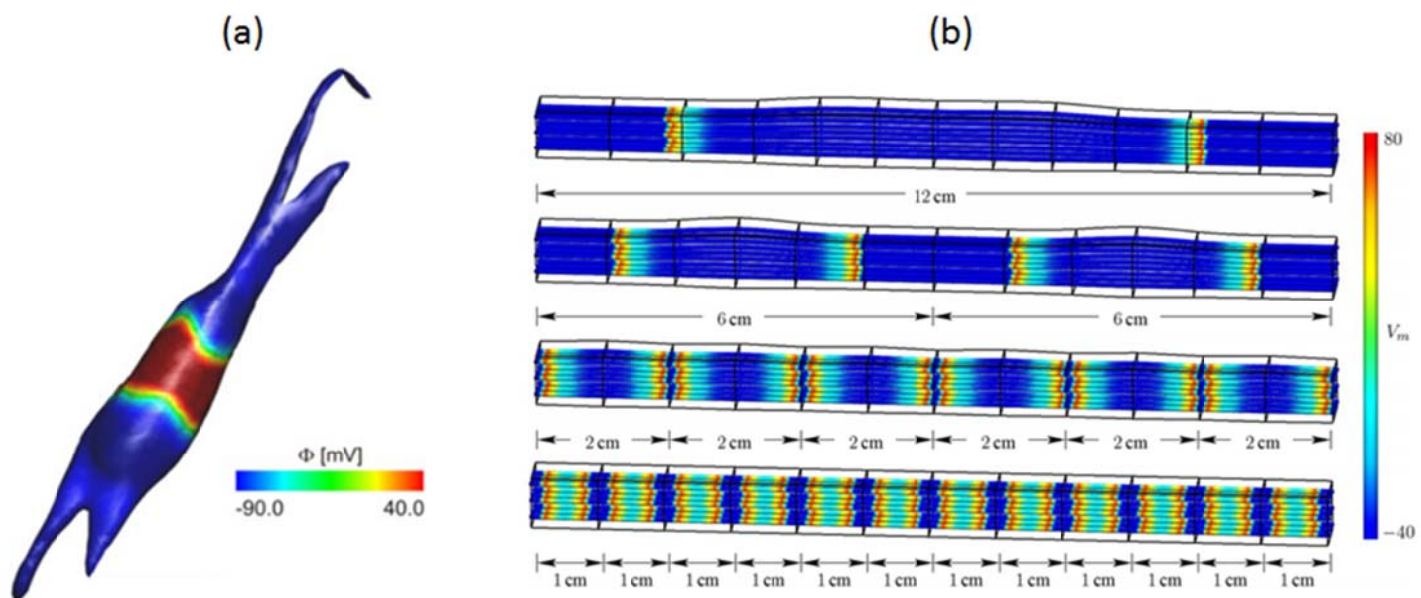 (a)
(b)
Φ [mV]
-90.0 40.0
12 cm
6 cm 6 cm
2 cm 2 cm 2 cm 2 cm 2 cm 2 cm
1 cm 1 cm 1 cm 1 cm 1 cm 1 cm 1 cm 1 cm 1 cm 1 cm 1 cm 1 cm
80
Vm
−40